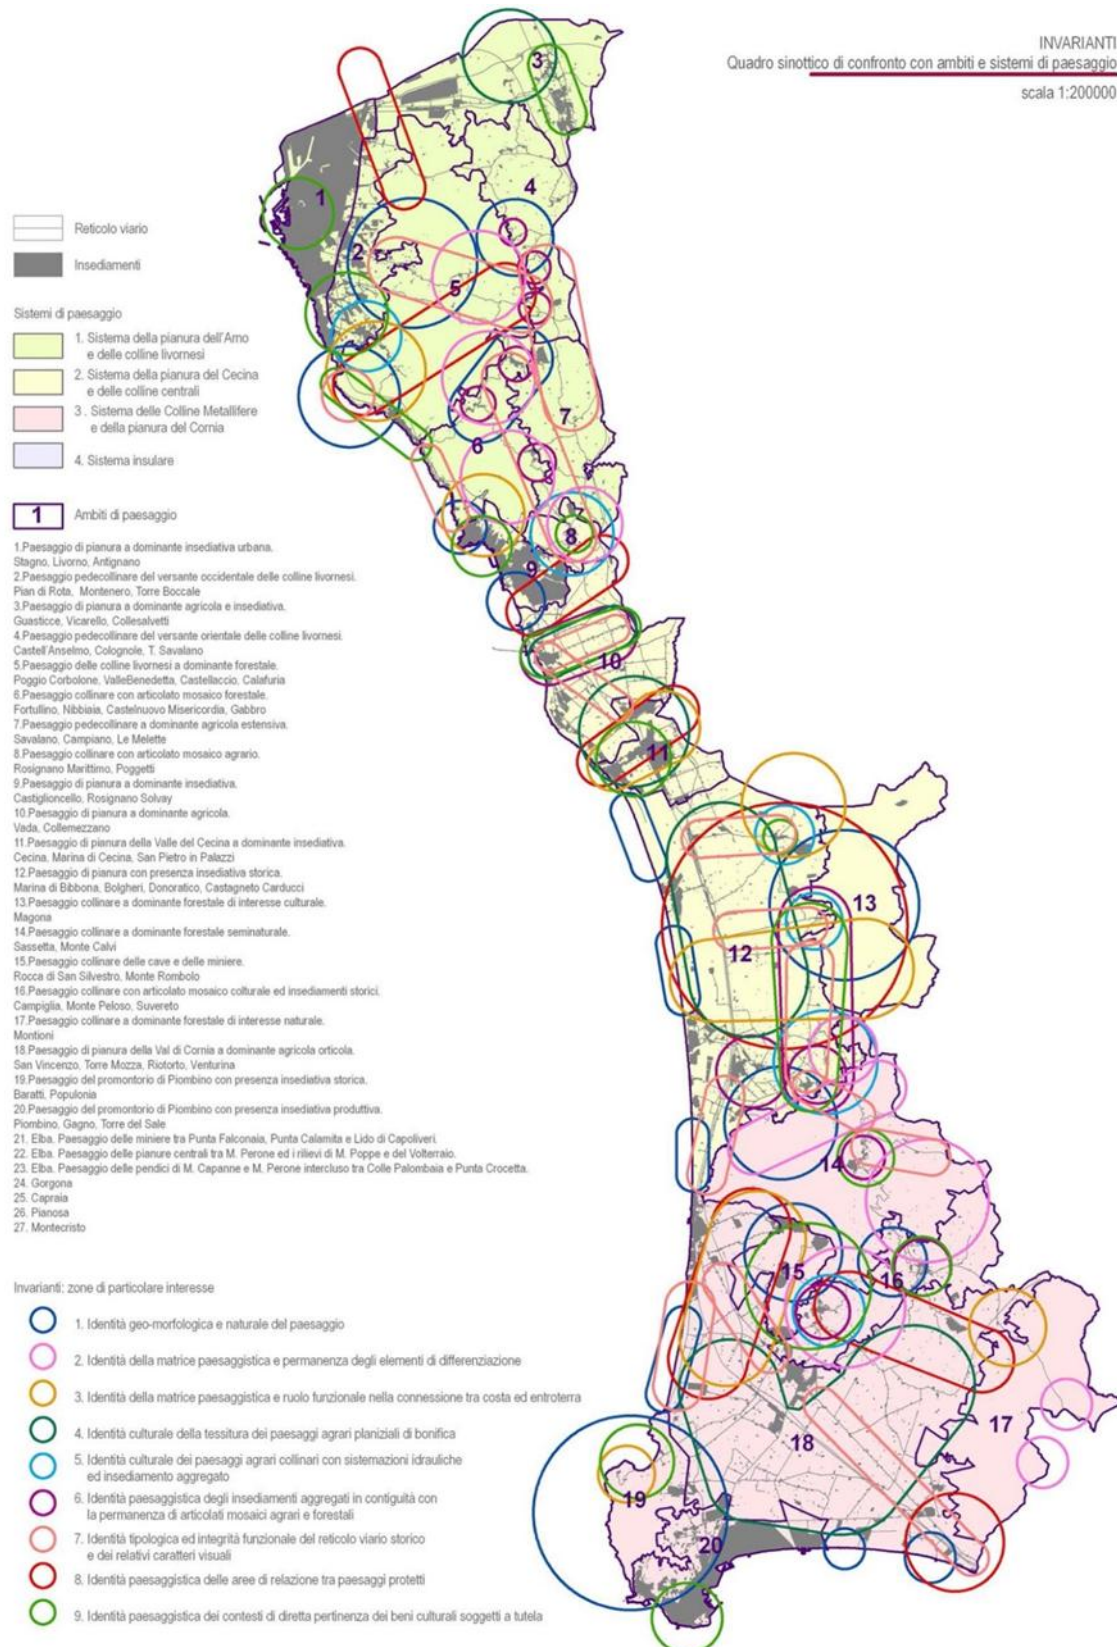 INVARIANTI
Quadro sinottico di confronto con ambiti e sistemi di paesaggio
scala 1:200000
Reticolo viario
Insediamenti
Sistemi di paesaggio
1. Sistema della pianura dell'Arno
e delle colline livornesi
2. Sistema della pianura del Cecina
e delle colline centrali
3 . Sistema delle Colline Metallifere
e della pianura del Cornia
4. Sistema insulare
1 Ambiti di paesaggio
1.Paesaggio di pianura a dominante insediativa urbana.
Stagno, Livorno, Antignano
2.Paesaggio pedecollinare del versante occidentale delle colline livornesi.
Pian di Rota, Montenero, Torre Boccale
3.Paesaggio di pianura a dominante agricola e insediativa.
Guasticce, Vicarello, Collesalvetti
4.Paesaggio pedecollinare del versante orientale delle colline livornesi.
Castell'Anselmo, Colognole, T. Savalano
5.Paesaggio delle colline livornesi a dominante forestale.
Poggio Corbolone, ValleBenedetta, Castellaccio, Calafuria
6.Paesaggio collinare con articolato mosaico forestale.
Fortullino, Nibbiaia, Castelnuovo Misericordia, Gabbro
7.Paesaggio pedecollinare a dominante agricola estensiva.
Savalano, Campiano, Le Melette
8.Paesaggio collinare con articolato mosaico agrario.
Rosignano Marittimo, Poggetti
9.Paesaggio di pianura a dominante insediativa.
Castiglioncello, Rosignano Solvay
10.Paesaggio di pianura a dominante agricola.
Vada, Collemezzano
11.Paesaggio di pianura della Valle del Cecina a dominante insediativa.
Cecina, Marina di Cecina, San Pietro in Palazzi
12.Paesaggio di pianura con presenza insediativa storica.
Marina di Bibbona, Bolgheri, Donoratico, Castagneto Carducci
13.Paesaggio collinare a dominante forestale di interesse culturale.
Magona
14.Paesaggio collinare a dominante forestale seminaturale.
Sassetta, Monte Calvi
15.Paesaggio collinare delle cave e delle miniere.
Rocca di San Silvestro, Monte Rombolo
16.Paesaggio collinare con articolato mosaico colturale ed insediamenti storici.
Campiglia, Monte Peloso, Suvereto
17.Paesaggio collinare a dominante forestale di interesse naturale.
Montioni
18.Paesaggio di pianura della Val di Cornia a dominante agricola orticola.
San Vincenzo, Torre Mozza, Riotorto, Venturina
19.Paesaggio del promontorio di Piombino con presenza insediativa storica.
Baratti, Populonia
20.Paesaggio del promontorio di Piombino con presenza insediativa produttiva.
Piombino, Gagno, Torre del Sale
21. Elba. Paesaggio delle miniere tra Punta Falconaia, Punta Calamita e Lido di Capoliveri.
22. Elba. Paesaggio delle pianure centrali tra M. Perone ed i rilievi di M. Poppe e del Volterraio.
23. Elba. Paesaggio delle pendici di M. Capanne e M. Perone intercluso tra Colle Palombaia e Punta Crocetta.
24. Gorgona
25. Capraia
26. Pianosa
27. Montecristo
Invarianti: zone di particolare interesse
1. Identità geo-morfologica e naturale del paesaggio
2. Identità della matrice paesaggistica e permanenza degli elementi di differenziazione
3. Identità della matrice paesaggistica e ruolo funzionale nella connessione tra costa ed entroterra
4. Identità culturale della tessitura dei paesaggi agrari planiziali di bonifica
5. Identità culturale dei paesaggi agrari collinari con sistemazioni idrauliche
ed insediamento aggregato
6. Identità paesaggistica degli insediamenti aggregati in contiguità con
la permanenza di articolati mosaici agrari e forestali
7. Identità tipologica ed integrità funzionale del reticolo viario storico
e dei relativi caratteri visuali
8. Identità paesaggistica delle aree di relazione tra paesaggi protetti
9. Identità paesaggistica dei contesti di diretta pertinenza dei beni culturali soggetti a tutela
3
4
1
2
5
7
6
8
9
10
11
13
12
14
15
16
17
18
19
20